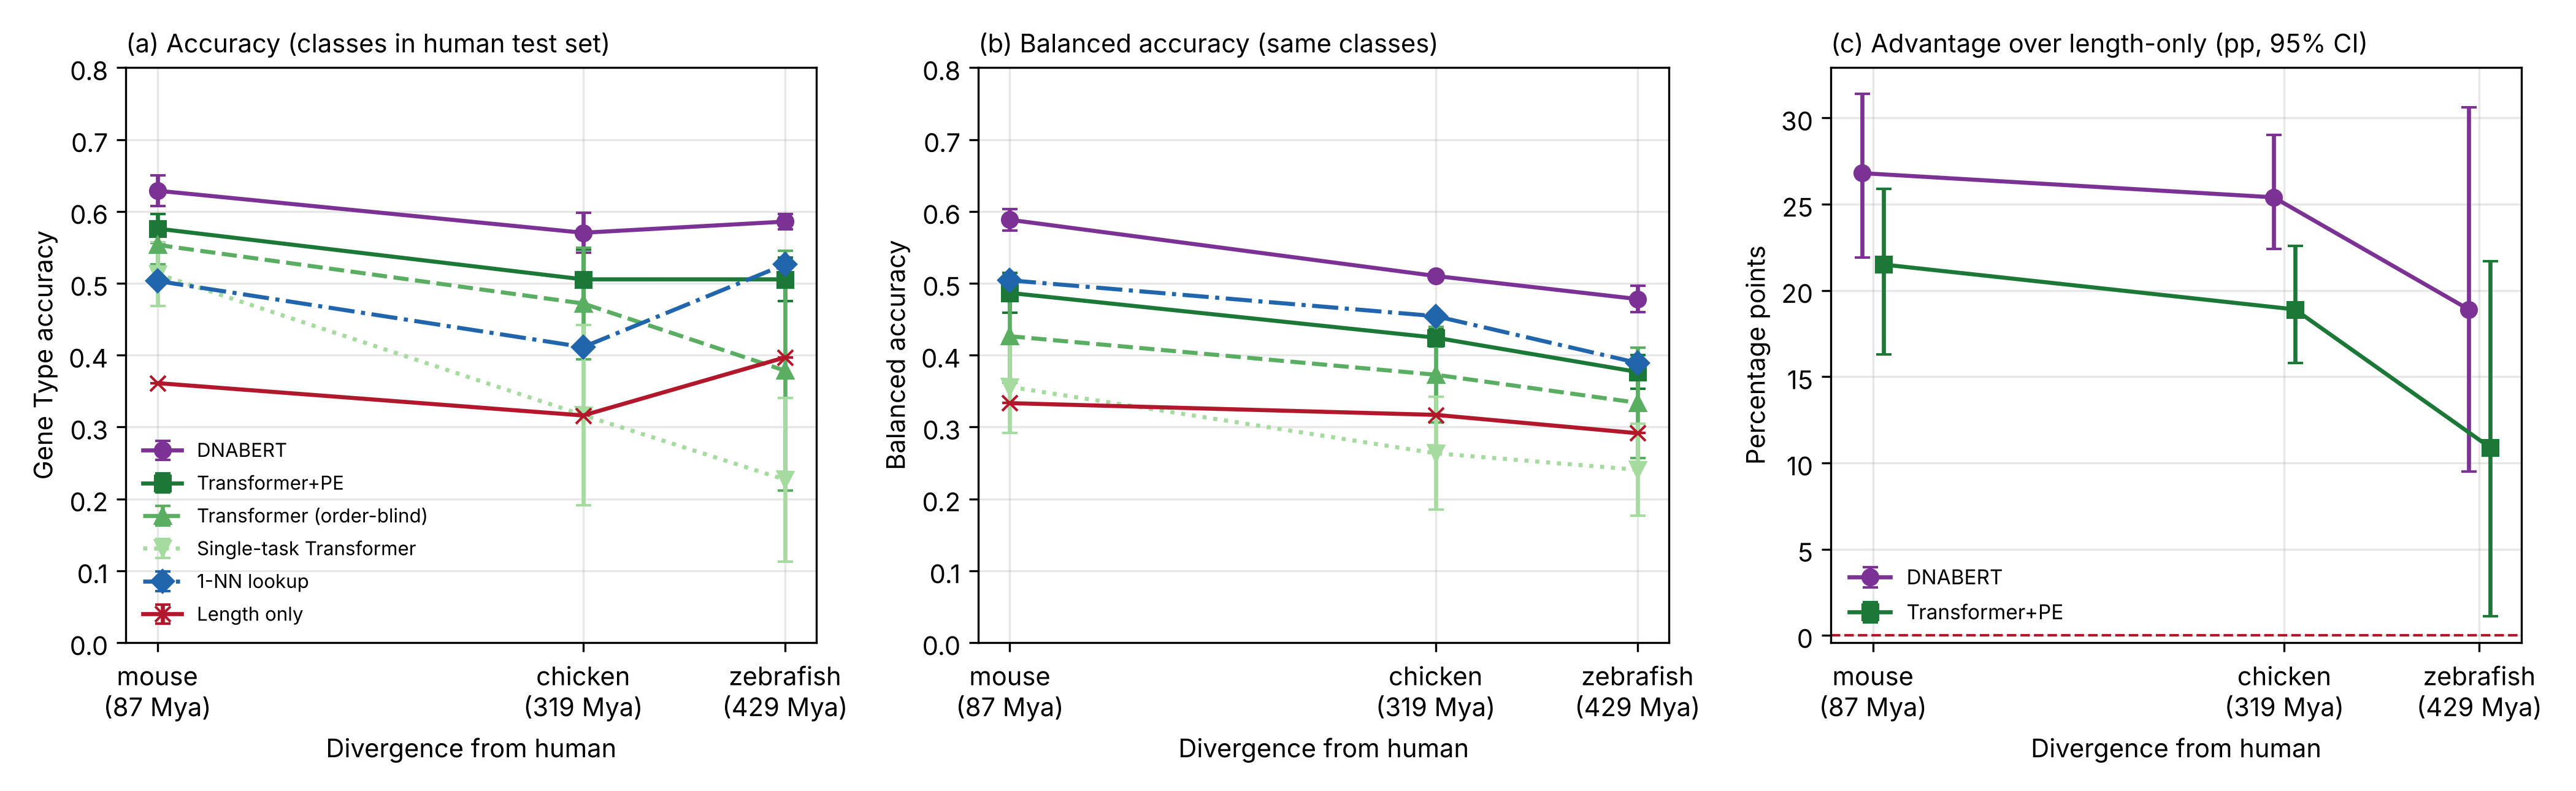 (a) Accuracy (classes in human test set)
Gene Type accuracy
0.8
0.7
0.6
0.5
0.4
0.3
0.2
0.1
0.0
DNABERT
Transformer+PE
Transformer (order-blind)
Single-task Transformer
1-NN lookup
Length only
mouse
(87 Mya)
chicken
(319 Mya)
zebrafish
(429 Mya)
Divergence from human
(b) Balanced accuracy (same classes)
Balanced accuracy
0.8
0.7
0.6
0.5
0.4
0.3
0.2
0.1
0.0
mouse
(87 Mya)
chicken
(319 Mya)
zebrafish
(429 Mya)
Divergence from human
(c) Advantage over length-only (pp, 95% CI)
Percentage points
30
25
20
15
10
5
0
DNABERT
Transformer+PE
mouse
(87 Mya)
chicken
(319 Mya)
zebrafish
(429 Mya)
Divergence from human